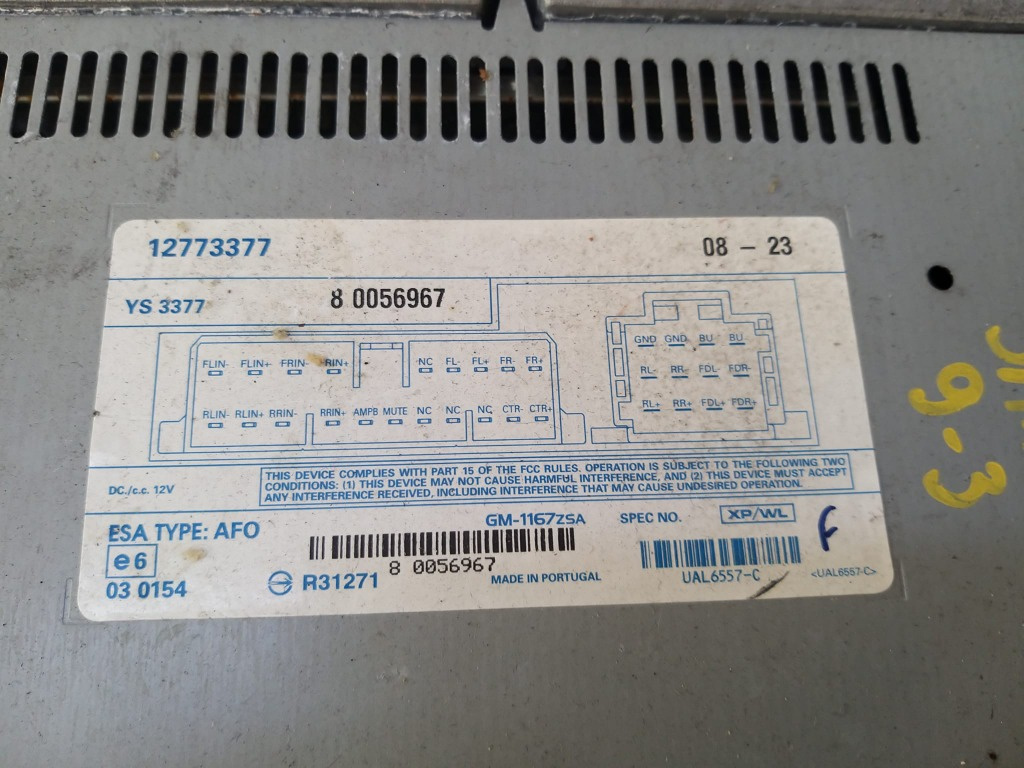 12773377 08 – 23
YS 3377 8 0056967
FLIN- FLIN+ FRIN- NC FL- FL+ FR- FR+
RLIN- RLIN+ RRIN- RRIN+ AMPB MUTE NC NC NC CTR- CTR+
GND GND BU BU
RL- RR- FDL- FDR-
RL+ RR+ FDL+ FDR+
DC./c.c. 12V
THIS DEVICE COMPLIES WITH PART 15 OF THE FCC RULES. OPERATION IS SUBJECT TO THE FOLLOWING TWO
CONDITIONS: (1) THIS DEVICE MAY NOT CAUSE HARMFUL INTERFERENCE, AND (2) THIS DEVICE MUST ACCEPT
ANY INTERFERENCE RECEIVED, INCLUDING INTERFERENCE THAT MAY CAUSE UNDESIRED OPERATION.
ESA TYPE: AFO GM-1167ZSA SPEC NO. XP/WL F
e6
8 0056967
03 0154 R31271 MADE IN PORTUGAL UAL6557-C <UAL6557-C>
9-3